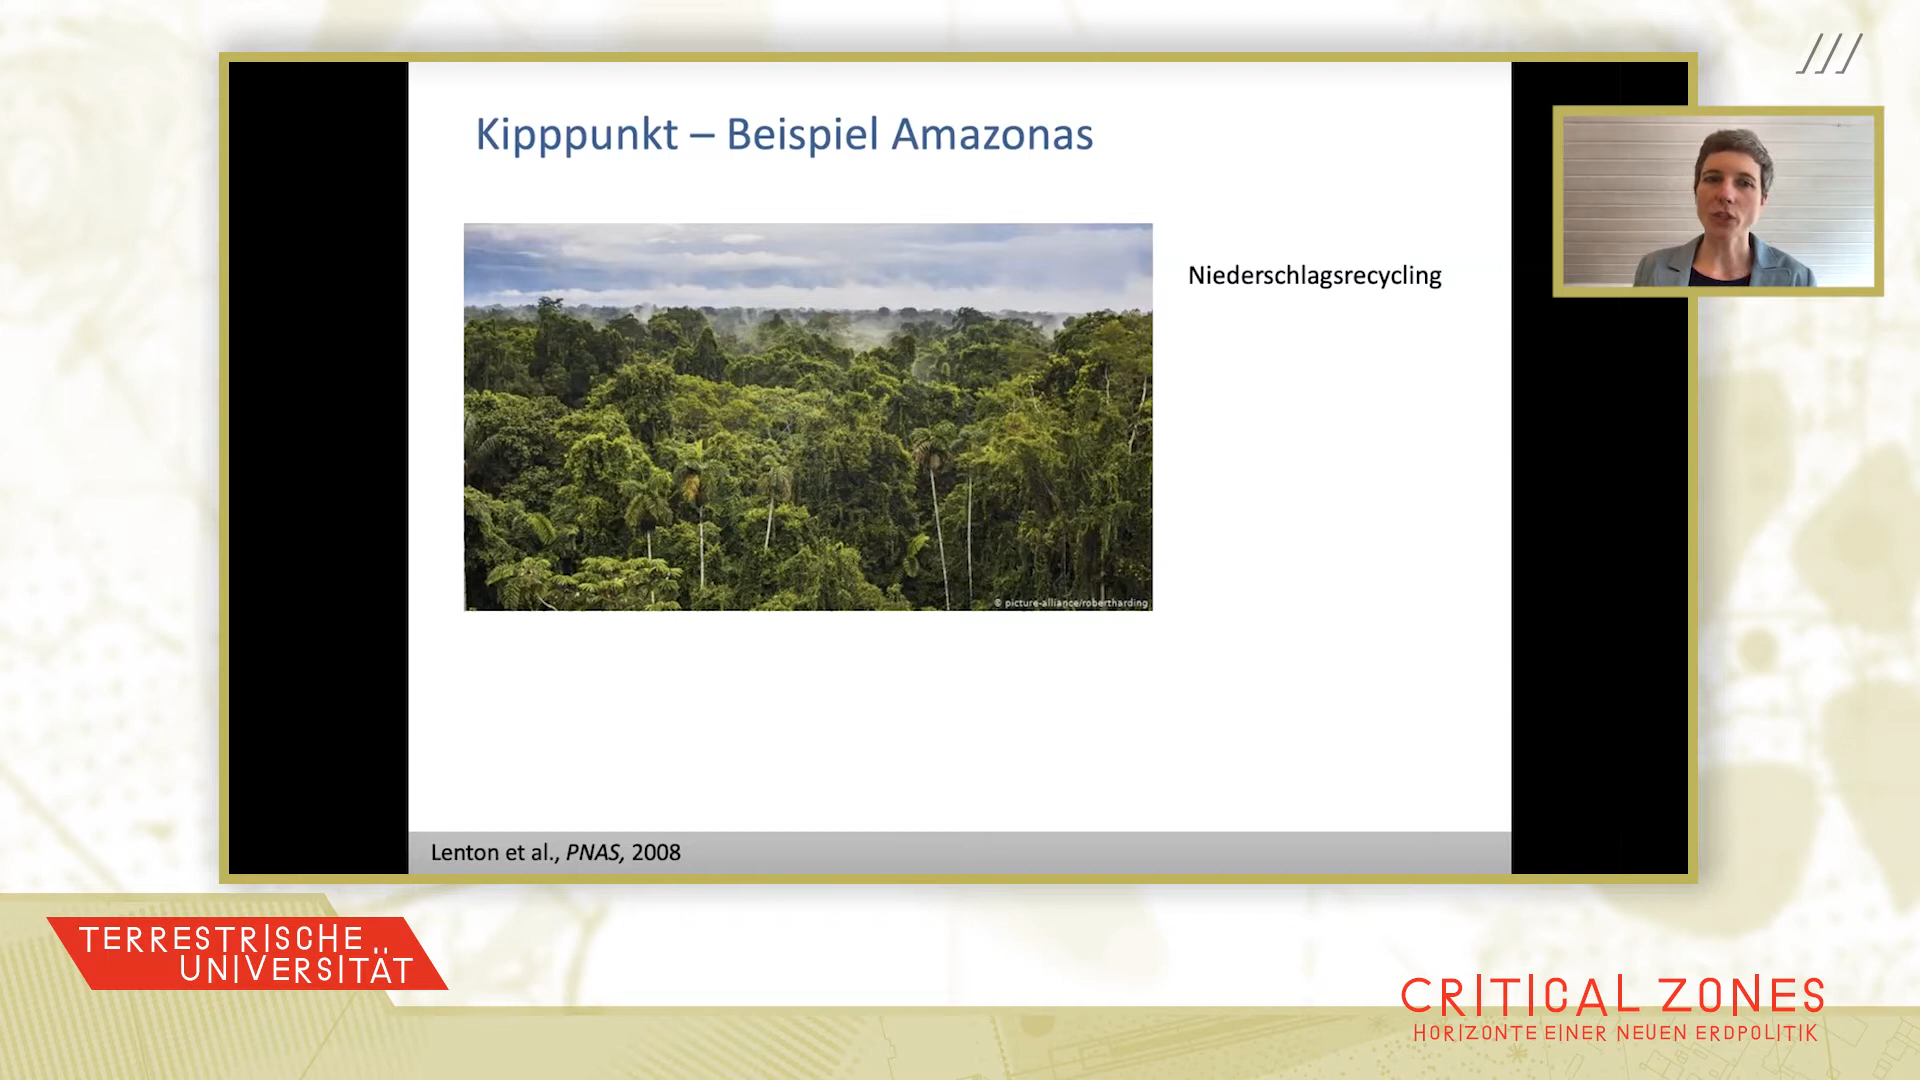 Kipppunkt – Beispiel Amazonas
Niederschlagsrecycling
© picture-alliance/robertharding
Lenton et al., PNAS, 2008
TERRESTRISCHE
UNIVERSITÄT
CRITICAL ZONES
HORIZONTE EINER NEUEN ERDPOLITIK